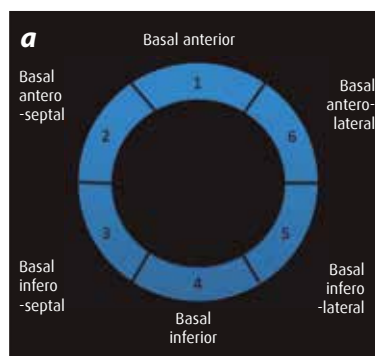 a
Basal anterior
Basal
antero
-septal
Basal
antero-
lateral
1
2
6
3
5
4
Basal
infero
-septal
Basal
inferior
Basal
infero
-lateral